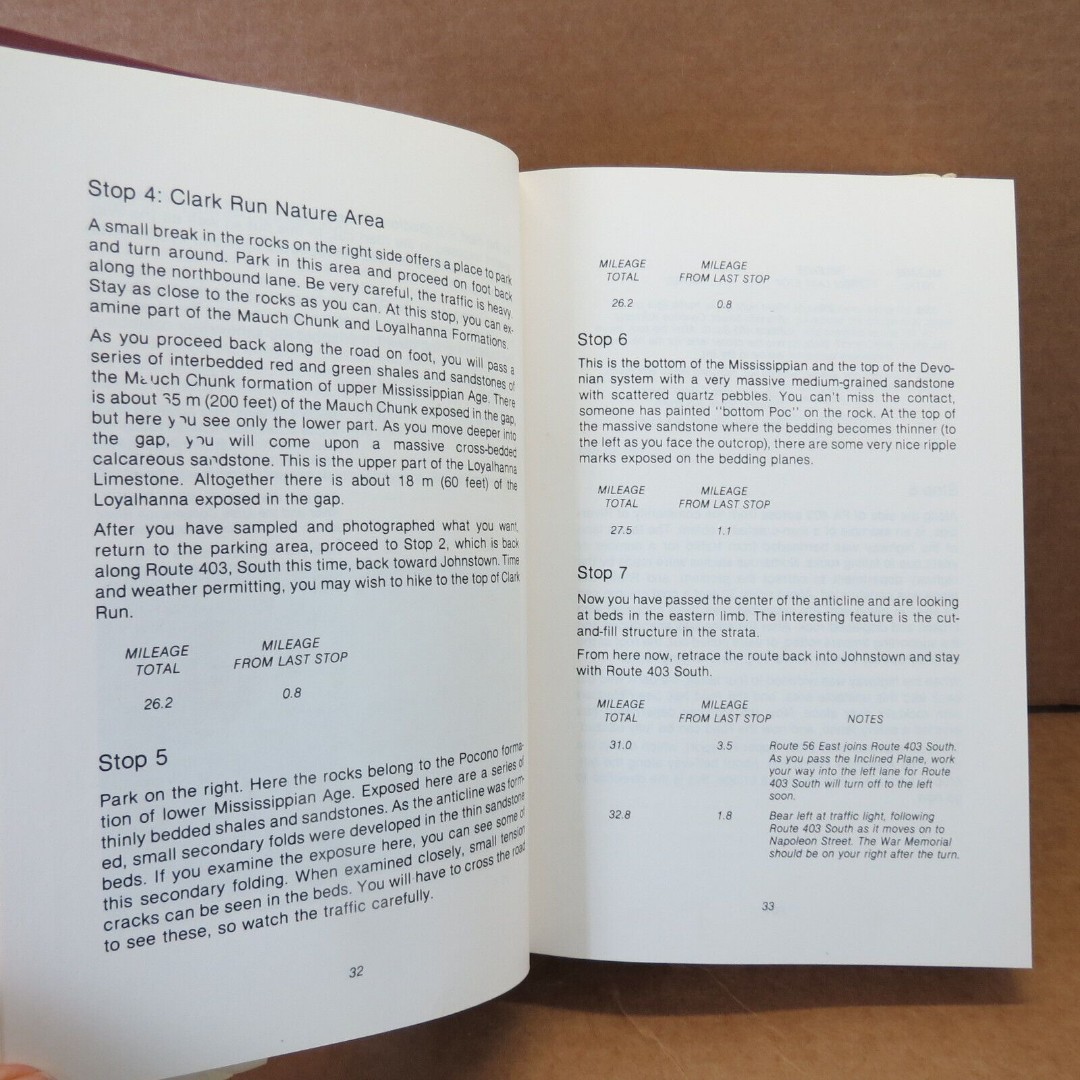 Stop 4: Clark Run Nature Area
A small break in the rocks on the right side offers a place to park
and turn around. Park in this area and proceed on foot back
along the northbound lane. Be very careful, the traffic is heavy.
Stay as close to the rocks as you can. At this stop, you can ex-
amine part of the Mauch Chunk and Loyalhanna Formations.
As you proceed back along the road on foot, you will pass a
series of interbedded red and green shales and sandstones of
the Mauch Chunk formation of upper Mississippian Age. There
is about 35 m (200 feet) of the Mauch Chunk exposed in the gap,
but here you see only the lower part. As you move deeper into
the gap, you will come upon a massive cross-bedded
calcareous sandstone. This is the upper part of the Loyalhanna
Limestone. Altogether there is about 18 m (60 feet) of the
Loyalhanna exposed in the gap.
After you have sampled and photographed what you want,
return to the parking area, proceed to Stop 2, which is back
along Route 403, South this time, back toward Johnstown. Time
and weather permitting, you may wish to hike to the top of Clark
Run.
MILEAGE MILEAGE
TOTAL FROM LAST STOP
26.2 0.8
Stop 5
Park on the right. Here the rocks belong to the Pocono forma-
tion of lower Mississippian Age. Exposed here are a series of
thinly bedded shales and sandstones. As the anticline was form-
ed, small secondary folds were developed in the thin sandstone
beds. If you examine the exposure here, you can see some of
this secondary folding. When examined closely, small tension
cracks can be seen in the beds. You will have to cross the road
to see these, so watch the traffic carefully.
32
MILEAGE MILEAGE
TOTAL FROM LAST STOP
26.2 0.8
Stop 6
This is the bottom of the Mississippian and the top of the Devo-
nian system with a very massive medium-grained sandstone
with scattered quartz pebbles. You can't miss the contact,
someone has painted "bottom Poc" on the rock. At the top of
the massive sandstone where the bedding becomes thinner (to
the left as you face the outcrop), there are some very nice ripple
marks exposed on the bedding planes.
MILEAGE MILEAGE
TOTAL FROM LAST STOP
27.5 1.1
Stop 7
Now you have passed the center of the anticline and are looking
at beds in the eastern limb. The interesting feature is the cut-
and-fill structure in the strata.
From here now, retrace the route back into Johnstown and stay
with Route 403 South.
MILEAGE MILEAGE
TOTAL FROM LAST STOP NOTES
31.0 3.5 Route 56 East joins Route 403 South.
As you pass the Inclined Plane, work
your way into the left lane for Route
403 South will turn off to the left
soon.
32.8 1.8 Bear left at traffic light, following
Route 403 South as it moves on to
Napoleon Street. The War Memorial
should be on your right after the turn.
33